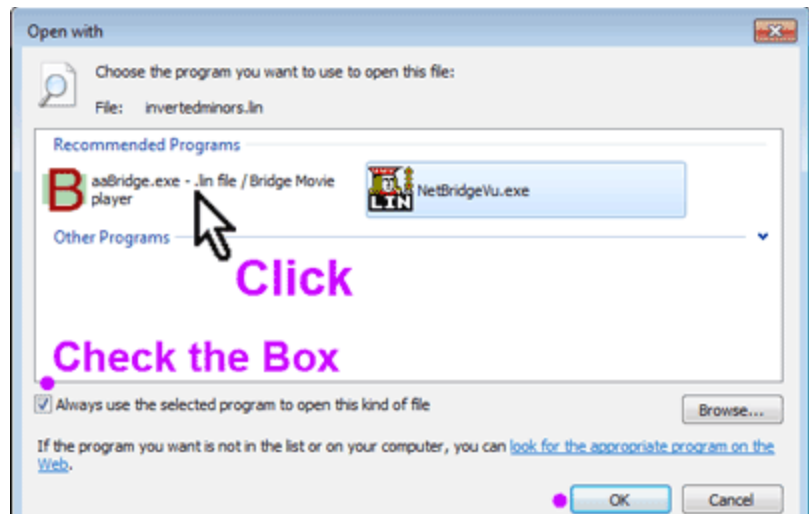 Open with
Choose the program you want to use to open this file:
File: invertedminors.lin
Recommended Programs
B
aaBridge.exe - .lin file / Bridge Movie
player
LIN
NetBridgeVu.exe
Other Programs
Click
Check the Box
Always use the selected program to open this kind of file
Browse...
If the program you want is not in the list or on your computer, you can look for the appropriate program on the
Web.
OK
Cancel